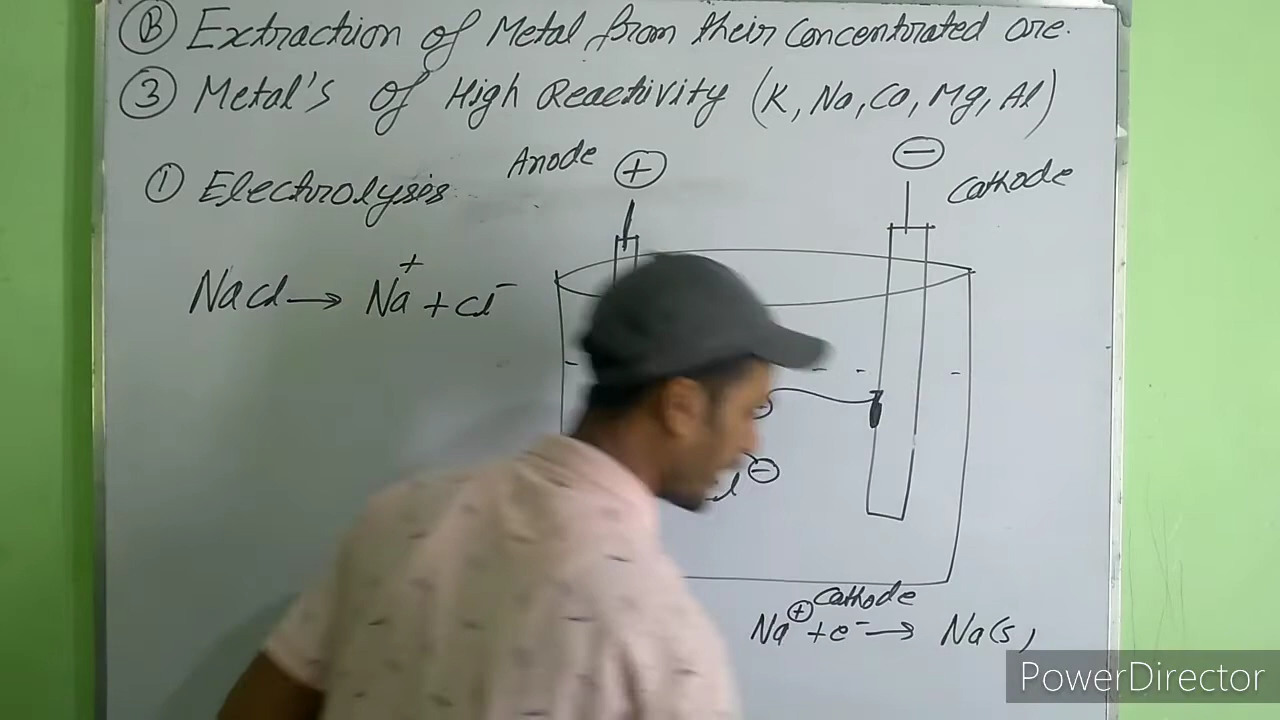 Ⓑ Extraction of Metal from their Concentrated ore.
③ Metal's of High Reactivity (K, Na, Ca, Mg, Al)
① Electrolysis
Anode ⊕
⊖
Cathode
NaCl → Na⁺ + Cl⁻
⊖
Cathode
Na⊕ + e⁻ → Na(s)
PowerDirector